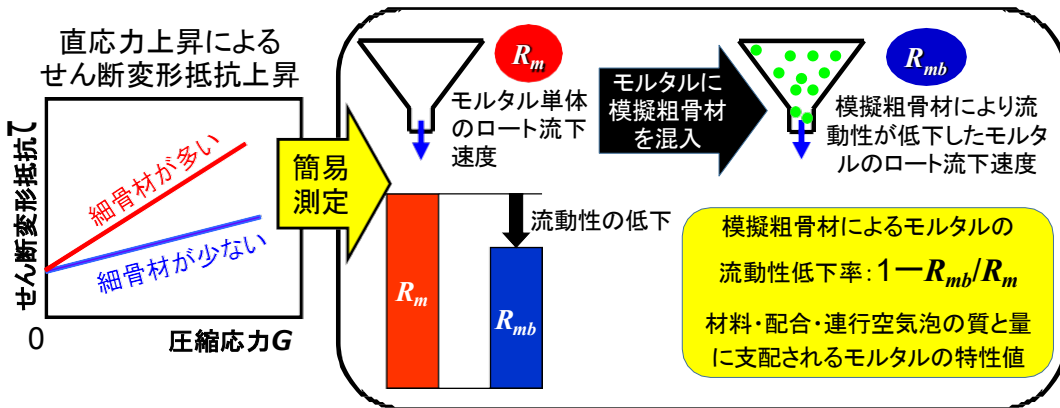 直応力上昇による
せん断変形抵抗上昇
せん断変形抵抗τ
細骨材が多い
細骨材が少ない
0
圧縮応力G
簡易
測定
Rm
モルタル単体
のロート流下
速度
モルタルに
模擬粗骨材
を混入
Rmb
模擬粗骨材により流
動性が低下したモルタ
ルのロート流下速度
流動性の低下
Rm
Rmb
模擬粗骨材によるモルタルの
流動性低下率:1-Rmb/Rm
材料・配合・連行空気泡の質と量
に支配されるモルタルの特性値